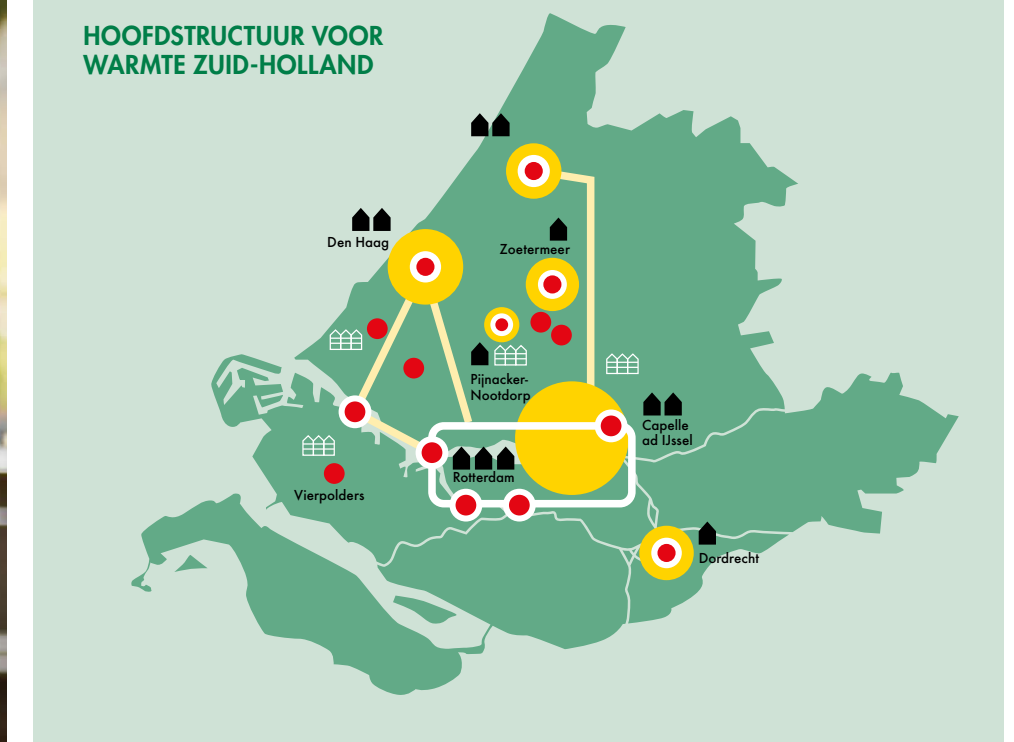 HOOFDSTRUCTUUR VOOR
WARMTE ZUID-HOLLAND
Den Haag
Zoetermeer
Pijnacker-
Nootdorp
Capelle
ad IJssel
Rotterdam
Vierpolders
Dordrecht